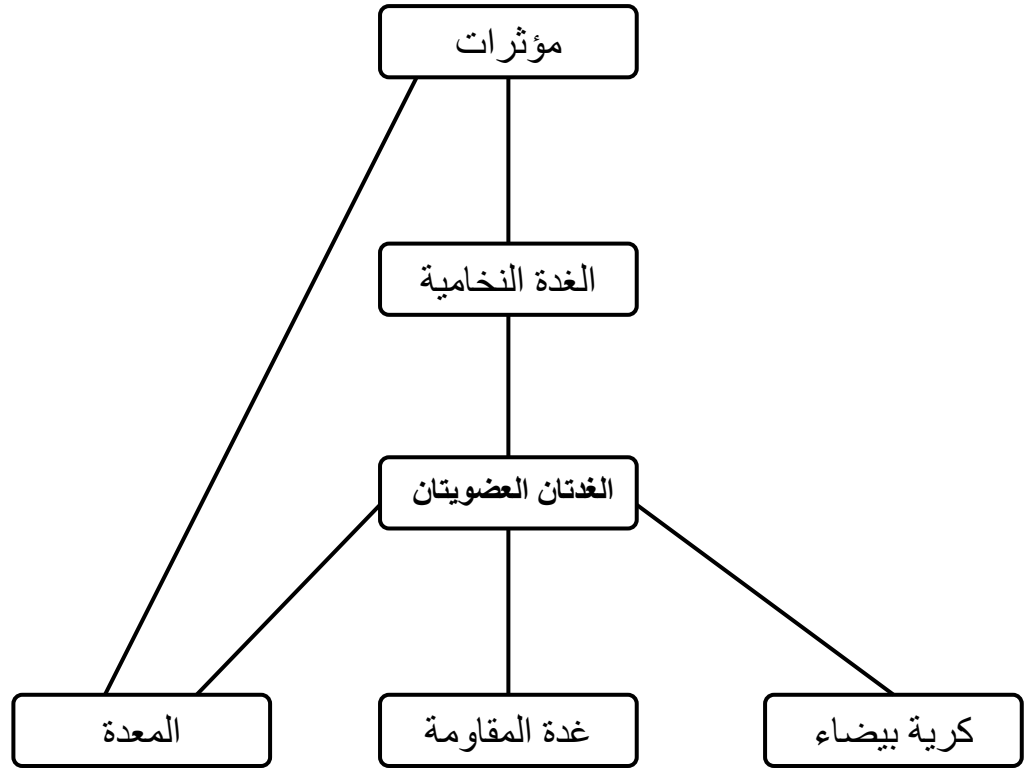 مؤثرات
الغدة النخامية
الغدتان العضويتان
كرية بيضاء
غدة المقاومة
المعدة